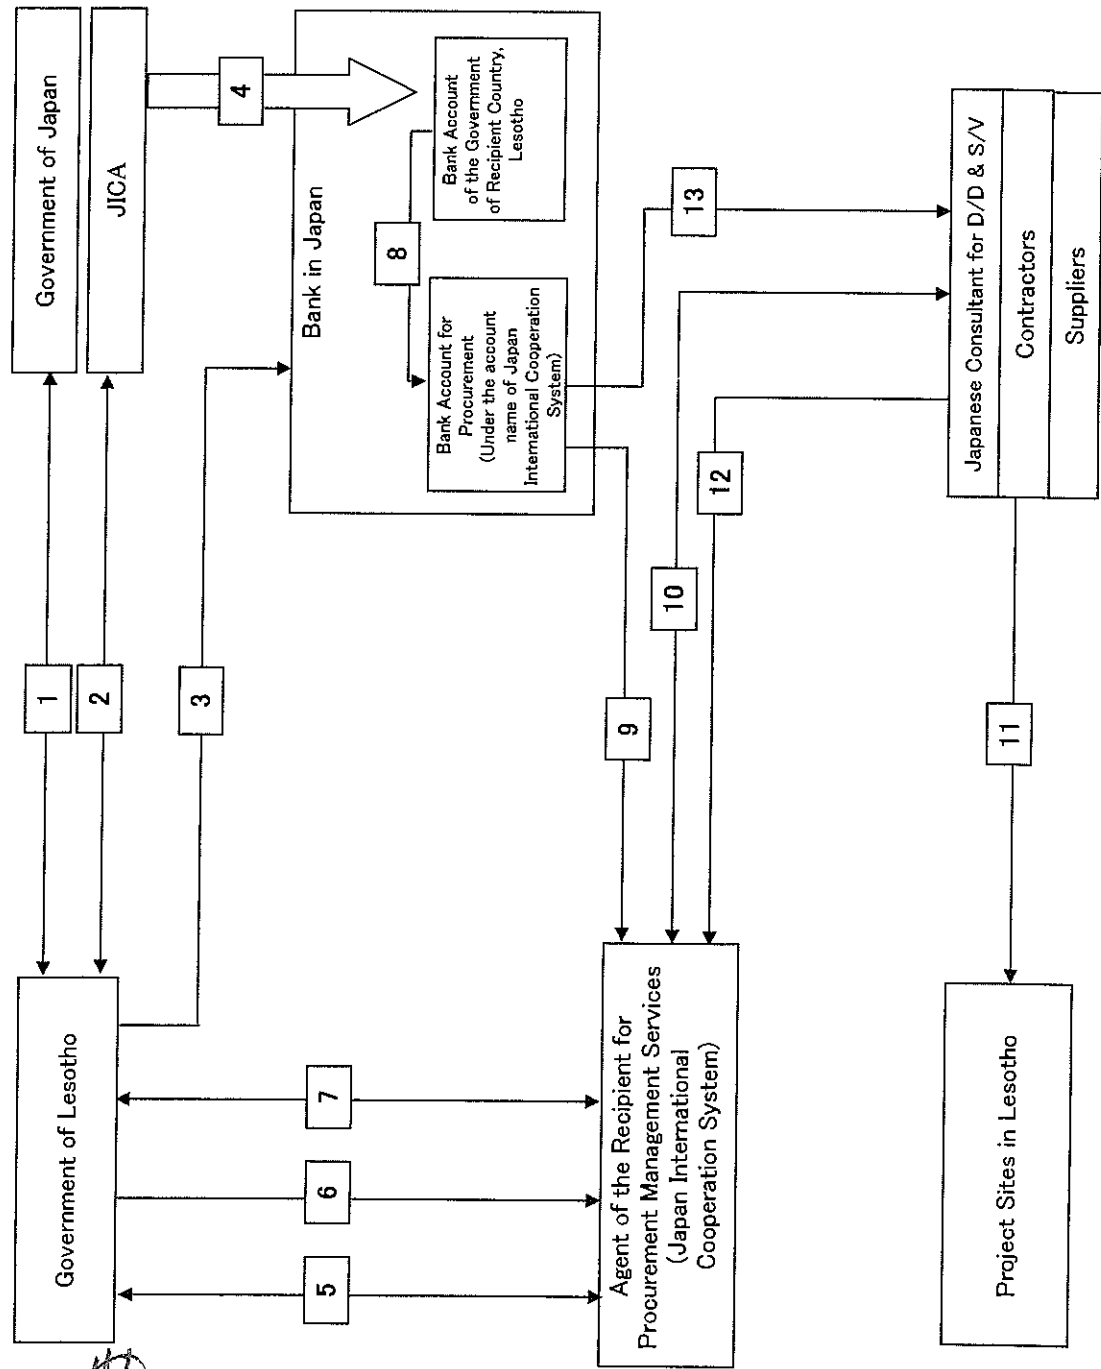 Government of Lesotho
1
2
Government of Japan
JICA
3
4
Bank in Japan
Bank Account
of the Government
of Recipient Country,
Lesotho
8
Bank Account for
Procurement
(Under the account
name of Japan
International Cooperation
System)
5
6
7
9
10
12
13
Agent of the Recipient for
Procurement Management Services
(Japan International
Cooperation System)
Japanese Consultant for D/D & S/V
Contractors
Suppliers
11
Project Sites in Lesotho